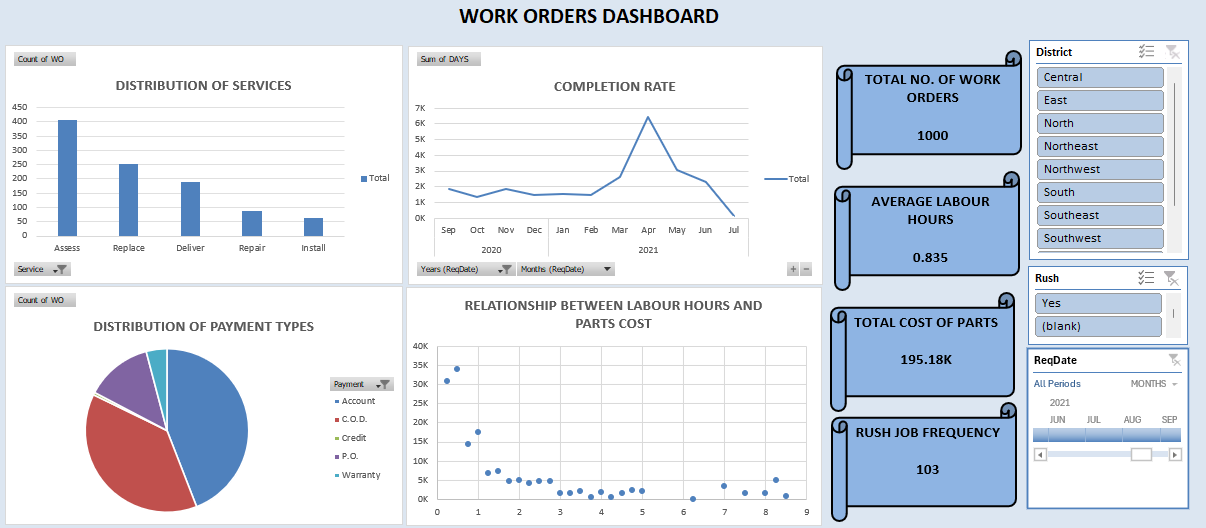 WORK ORDERS DASHBOARD
Count of WO
DISTRIBUTION OF SERVICES
450
400
350
300
250
200
150
100
50
0
Assess Replace Deliver Repair Install
Total
Service
Sum of DAYS
COMPLETION RATE
7K
6K
5K
4K
3K
2K
1K
0K
Sep Oct Nov Dec Jan Feb Mar Apr May Jun Jul
2020 2021
Total
Years (ReqDate) Months (ReqDate)
+ −
Count of WO
DISTRIBUTION OF PAYMENT TYPES
Payment
Account
C.O.D.
Credit
P.O.
Warranty
RELATIONSHIP BETWEEN LABOUR HOURS AND
PARTS COST
40K
35K
30K
25K
20K
15K
10K
5K
0K
0 1 2 3 4 5 6 7 8 9
TOTAL NO. OF WORK
ORDERS
1000
AVERAGE LABOUR
HOURS
0.835
TOTAL COST OF PARTS
195.18K
RUSH JOB FREQUENCY
103
District
Central
East
North
Northeast
Northwest
South
Southeast
Southwest
Rush
Yes
(blank)
ReqDate
All Periods MONTHS
2021
JUN JUL AUG SEP